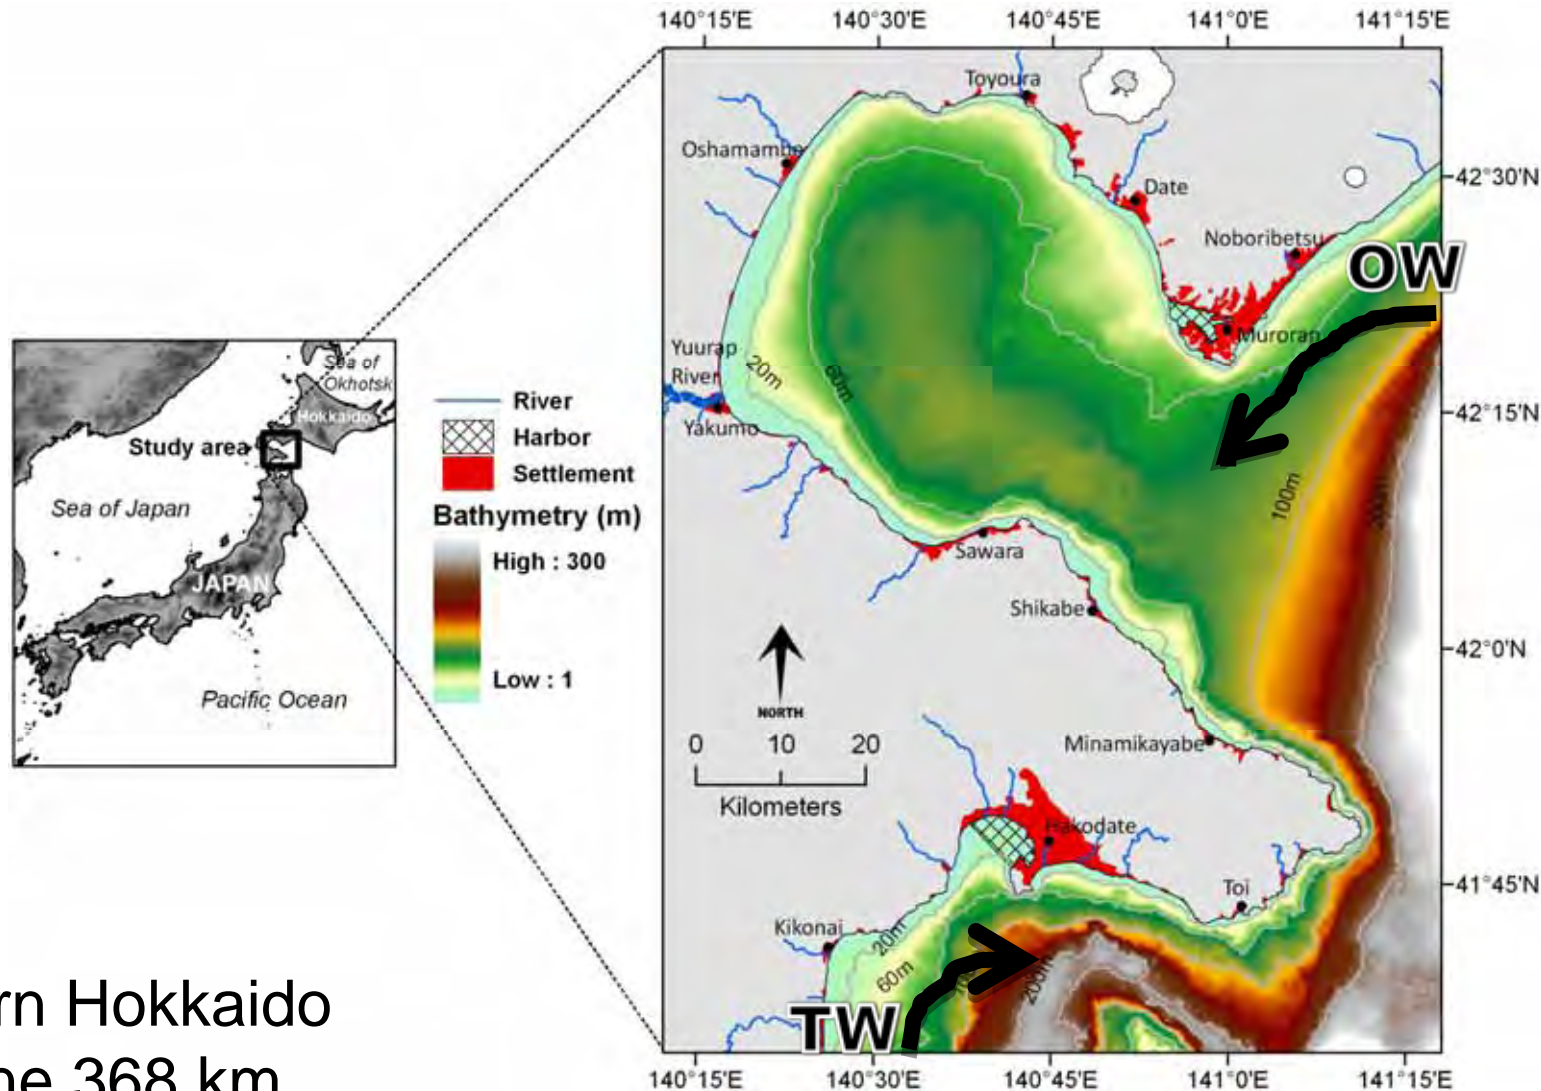 140°15'E 140°30'E 140°45'E 141°0'E 141°15'E
Toyoura
Oshamambe
42°30'N
Date
Noboribetsu
OW
Muroran
Yuurap
River
20m
60m
Yakumo
42°15'N
100m
200m
Sawara
Shikabe
42°0'N
NORTH
0 10 20
Kilometers
Minamikayabe
Hakodate
41°45'N
Toi
Kikonai
20m
60m
200m
TW
140°15'E 140°30'E 140°45'E 141°0'E 141°15'E
Sea of
Okhotsk
Hokkaido
Study area
Sea of Japan
JAPAN
Pacific Ocean
River
Harbor
Settlement
Bathymetry (m)
High : 300
Low : 1
rn Hokkaido
ne 368 km